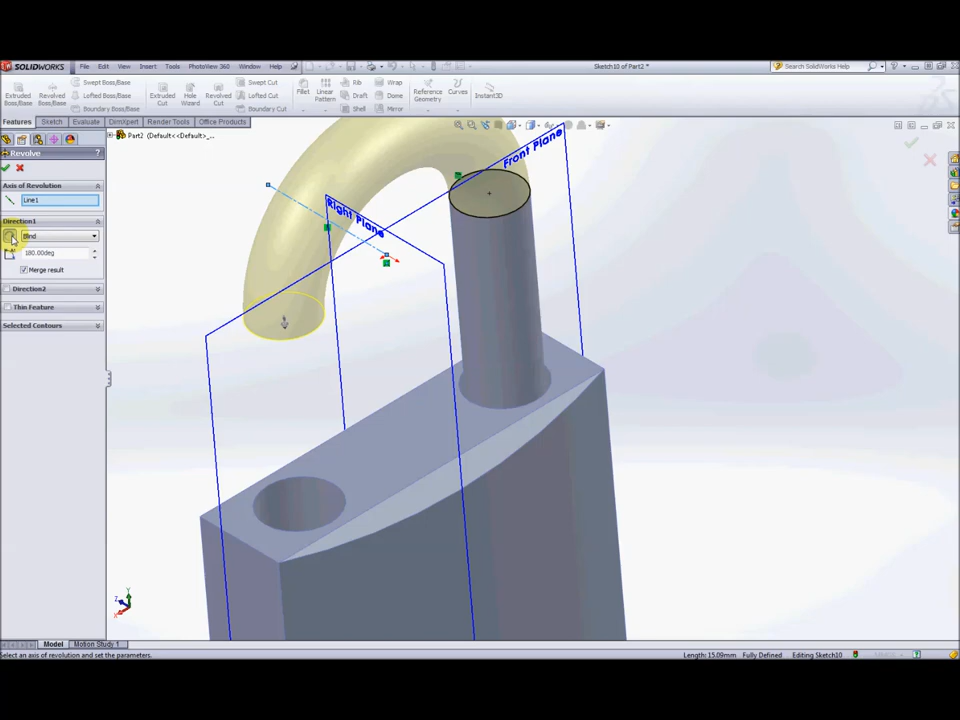 SOLIDWORKS File Edit View Insert Tools PhotoView 360 Window Help Sketch10 of Part2 * Search SolidWorks Help
Extruded Boss/Base
Revolved Boss/Base
Swept Boss/Base
Lofted Boss/Base
Boundary Boss/Base
Extruded Cut
Hole Wizard
Revolved Cut
Swept Cut
Lofted Cut
Boundary Cut
Fillet
Linear Pattern
Rib
Draft
Shell
Wrap
Dome
Mirror
Reference Geometry
Curves
Instant3D
Features Sketch Evaluate DimXpert Render Tools Office Products
Part2 (Default<<Default>_...
Revolve ?
Axis of Revolution
Line1
Direction1
Blind
180.00deg
Merge result
Direction2
Thin Feature
Selected Contours
Front Plane
Right Plane
Y
Z
X
Model Motion Study 1
Select an axis of revolution and set the parameters. Length: 15.09mm Fully Defined Editing Sketch10